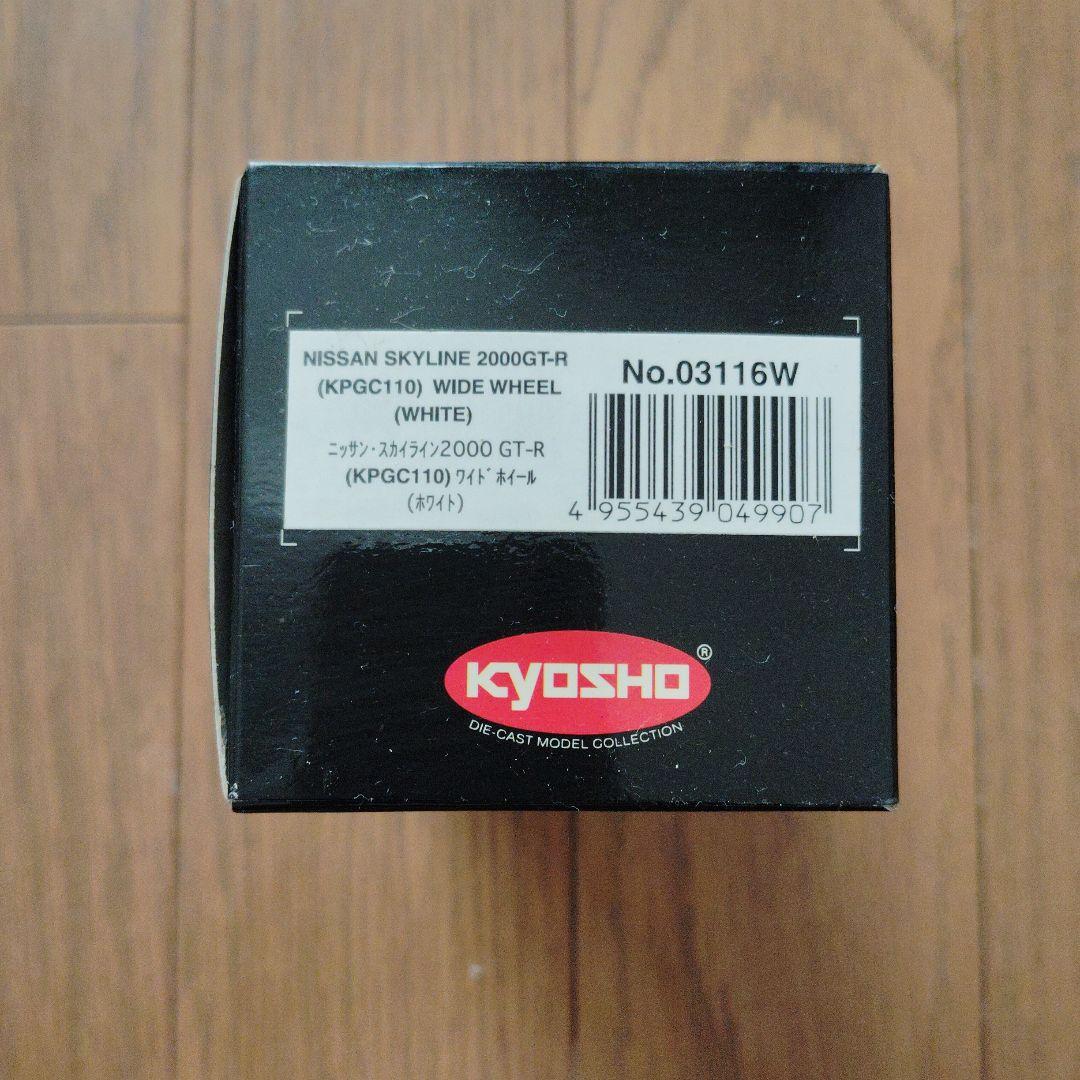 NISSAN SKYLINE 2000GT-R
(KPGC110) WIDE WHEEL
(WHITE)
ﾆｯｻﾝ・ｽｶｲﾗｲﾝ2000 GT-R
(KPGC110) ﾜｲﾄﾞﾎｲｰﾙ
(ﾎﾜｲﾄ)
No.03116W
4 955439 049907
KYOSHO®
DIE-CAST MODEL COLLECTION